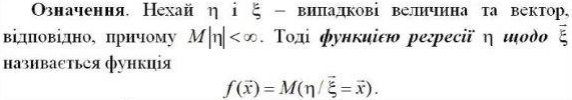 Означення. Нехай η і ξ – випадкові величина та вектор,
відповідно, причому M|η|<∞. Тоді функцією регресії η щодо ξ⃗
називається функція
f(x⃗) = M(η / ξ⃗ = x⃗).